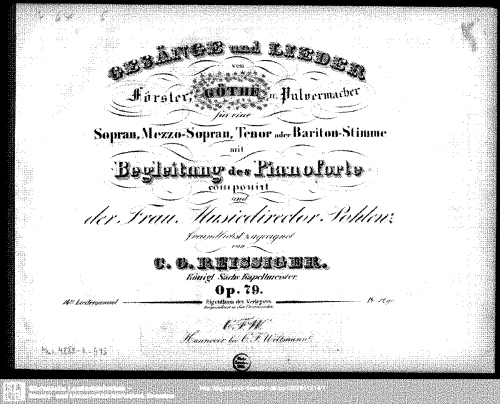 GESÄNGE und LIEDER
von
Förster, GÖTHE u. Pulvermacher
für eine
Sopran, Mezzo-Sopran, Tenor oder Bariton-Stimme
mit
Begleitung des Pianoforte
componirt
und
der Frau Musicdirector Pohlenz
freundlichst zugeeignet
von
C. G. REISSIGER.
Königl. Sächs. Kapellmeister.
Op. 79.
Eigenthum des Verlegers.
Hannover bei C. F.